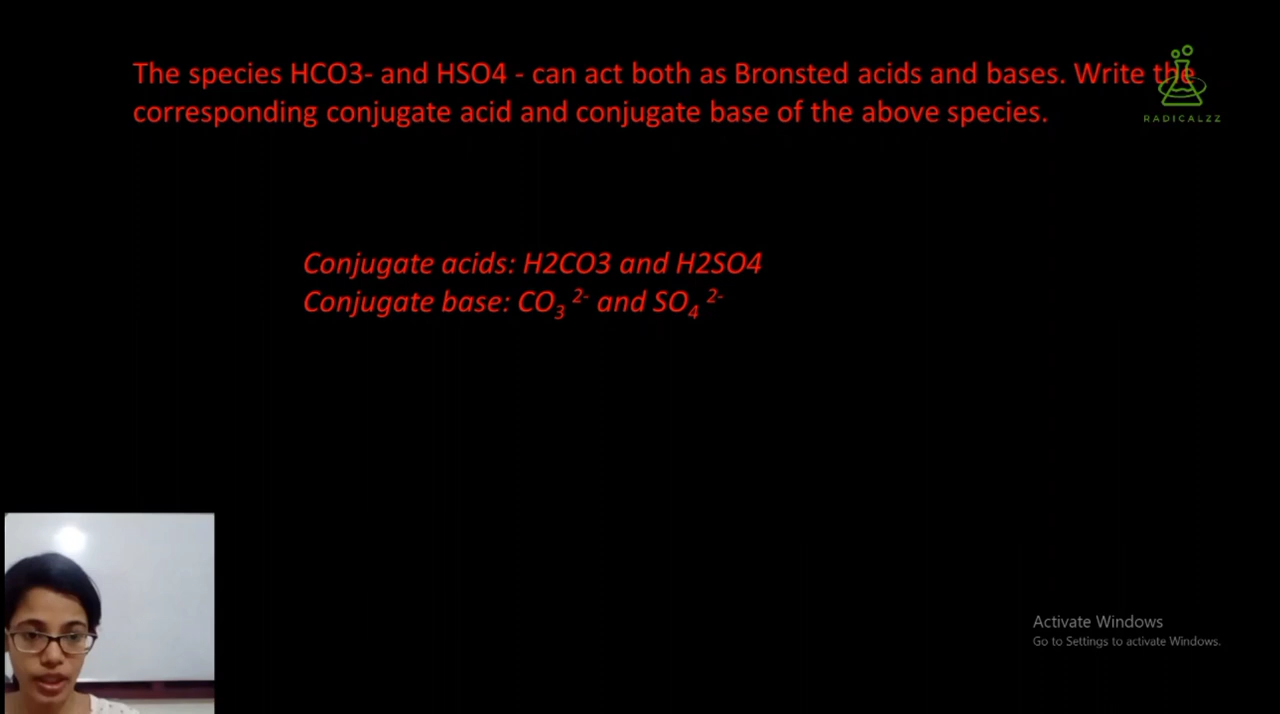 The species HCO3- and HSO4 - can act both as Bronsted acids and bases. Write the
corresponding conjugate acid and conjugate base of the above species.
RADICALZZ
Conjugate acids: H2CO3 and H2SO4
Conjugate base: CO₃ ²⁻ and SO₄ ²⁻
Activate Windows
Go to Settings to activate Windows.